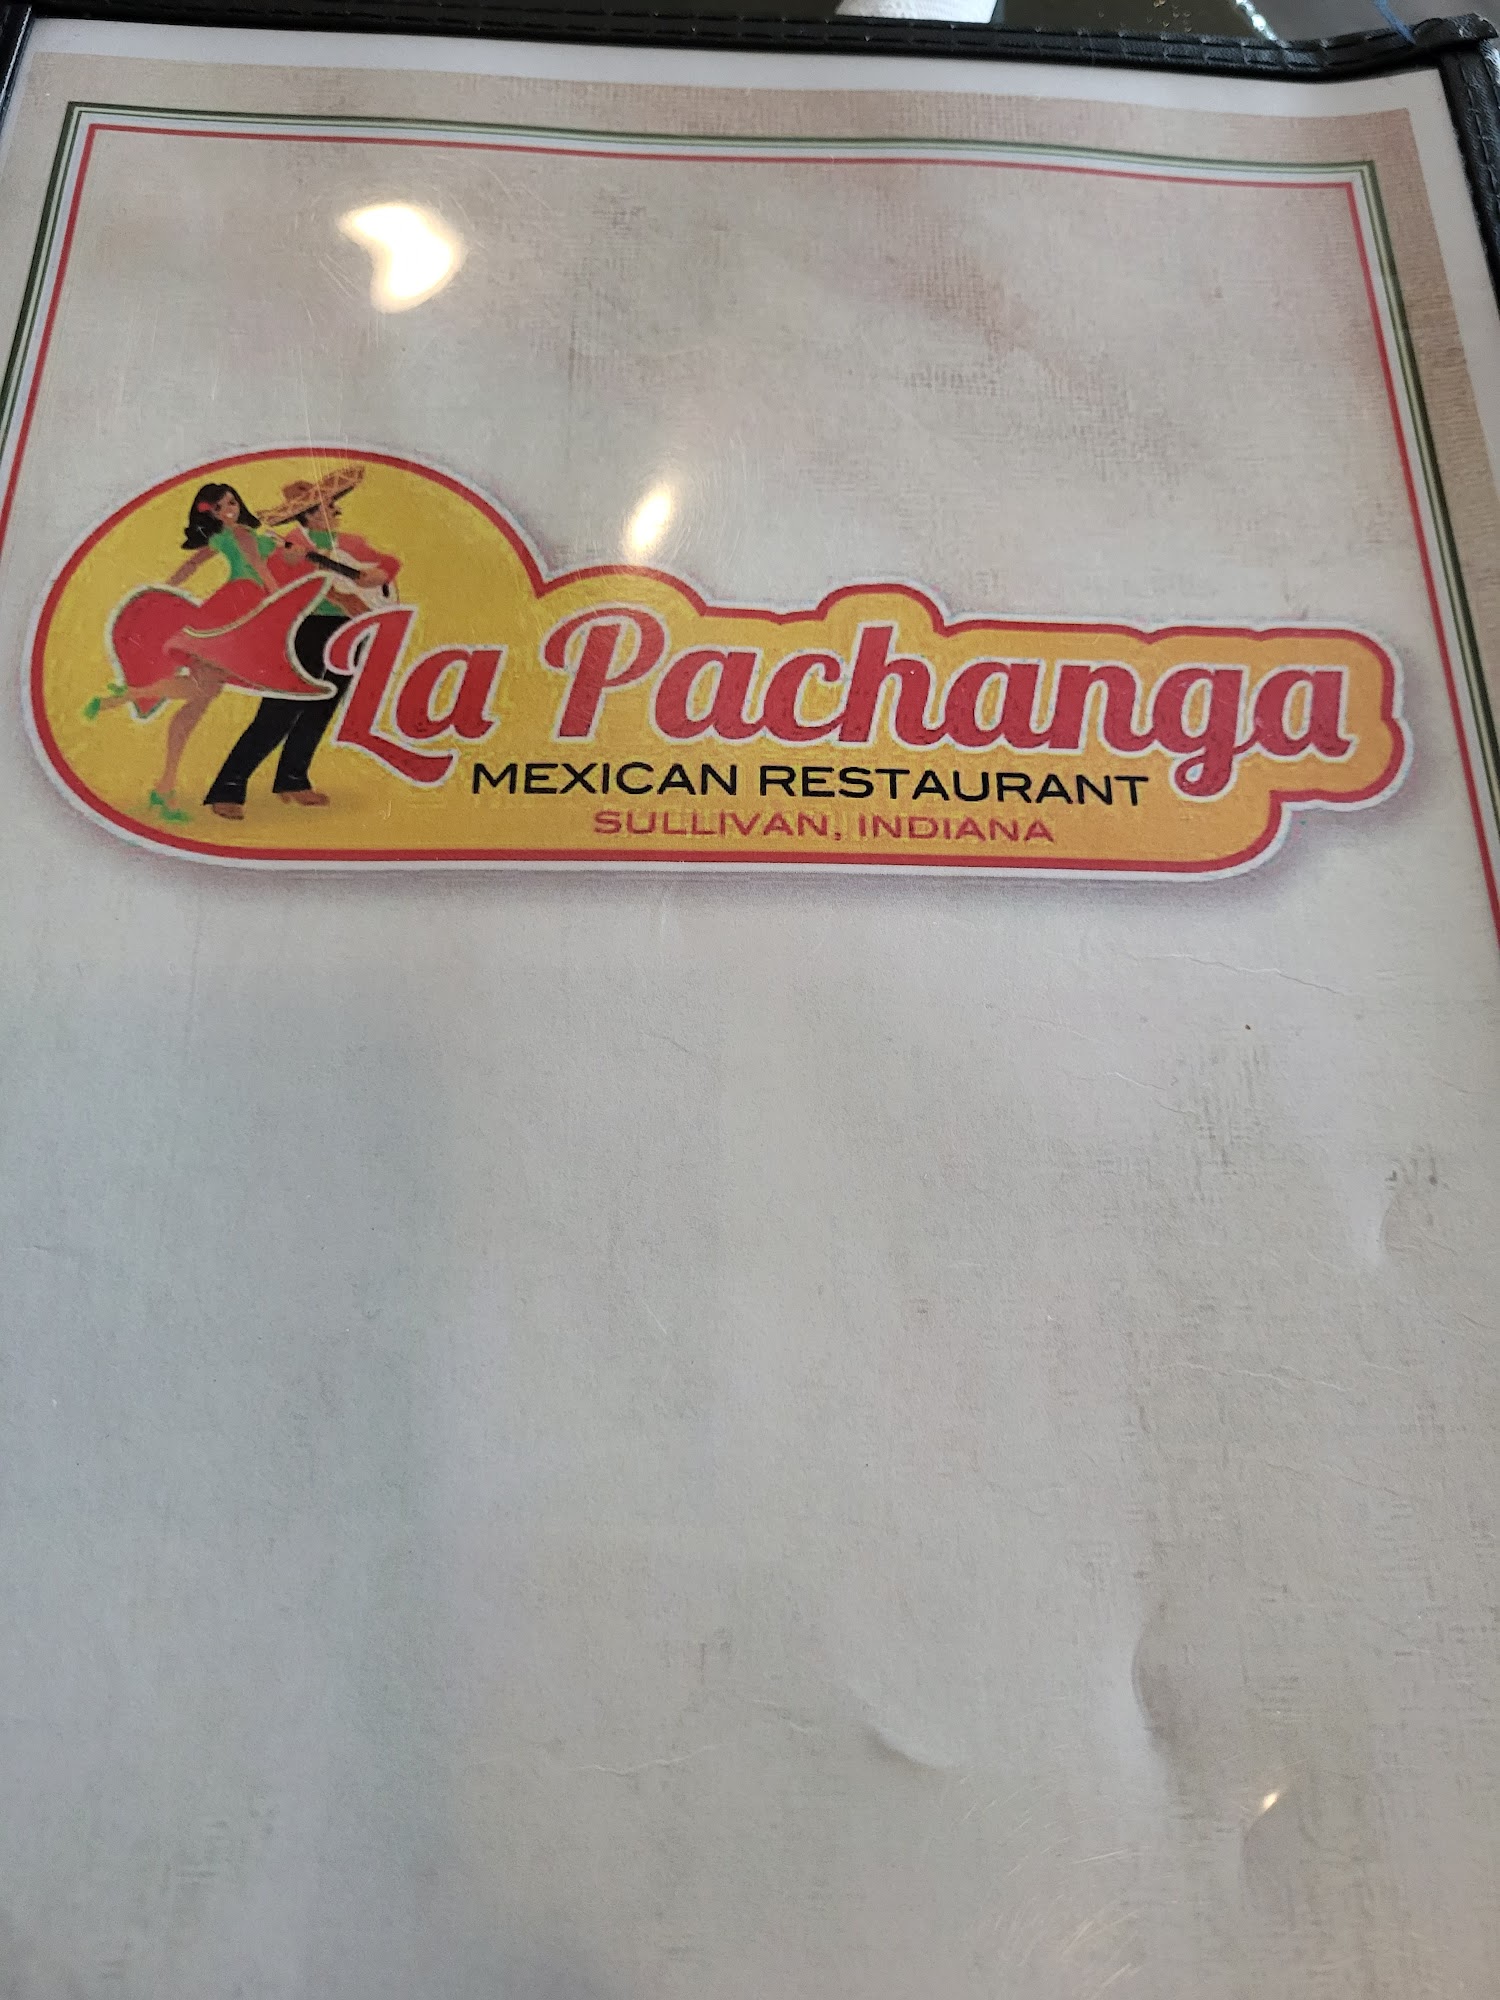 La Pachanga
MEXICAN RESTAURANT
SULLIVAN, INDIANA